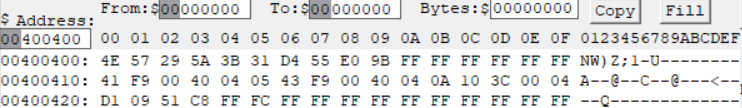 From:$00000000 To:$00000000 Bytes:$00000000 Copy Fill
$ Address:
00400400 00 01 02 03 04 05 06 07 08 09 0A 0B 0C 0D 0E 0F 0123456789ABCDEF
00400400: 4E 57 29 5A 3B 31 D4 55 E0 9B FF FF FF FF FF FF NW)Z;1-U--------
00400410: 41 F9 00 40 04 05 43 F9 00 40 04 0A 10 3C 00 04 A--@--C--@---<--
00400420: D1 09 51 C8 FF FC FF FF FF FF FF FF FF FF FF FF --Q-------------